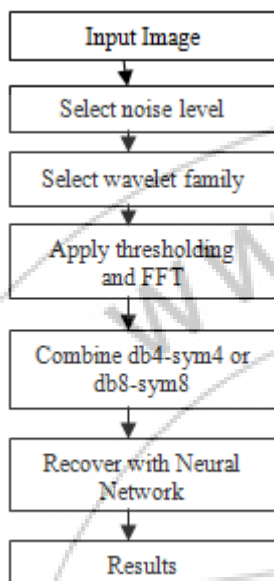 Input Image
Select noise level
Select wavelet family
Apply thresholding
and FFT
Combine db4-sym4 or
db8-sym8
Recover with Neural
Network
Results